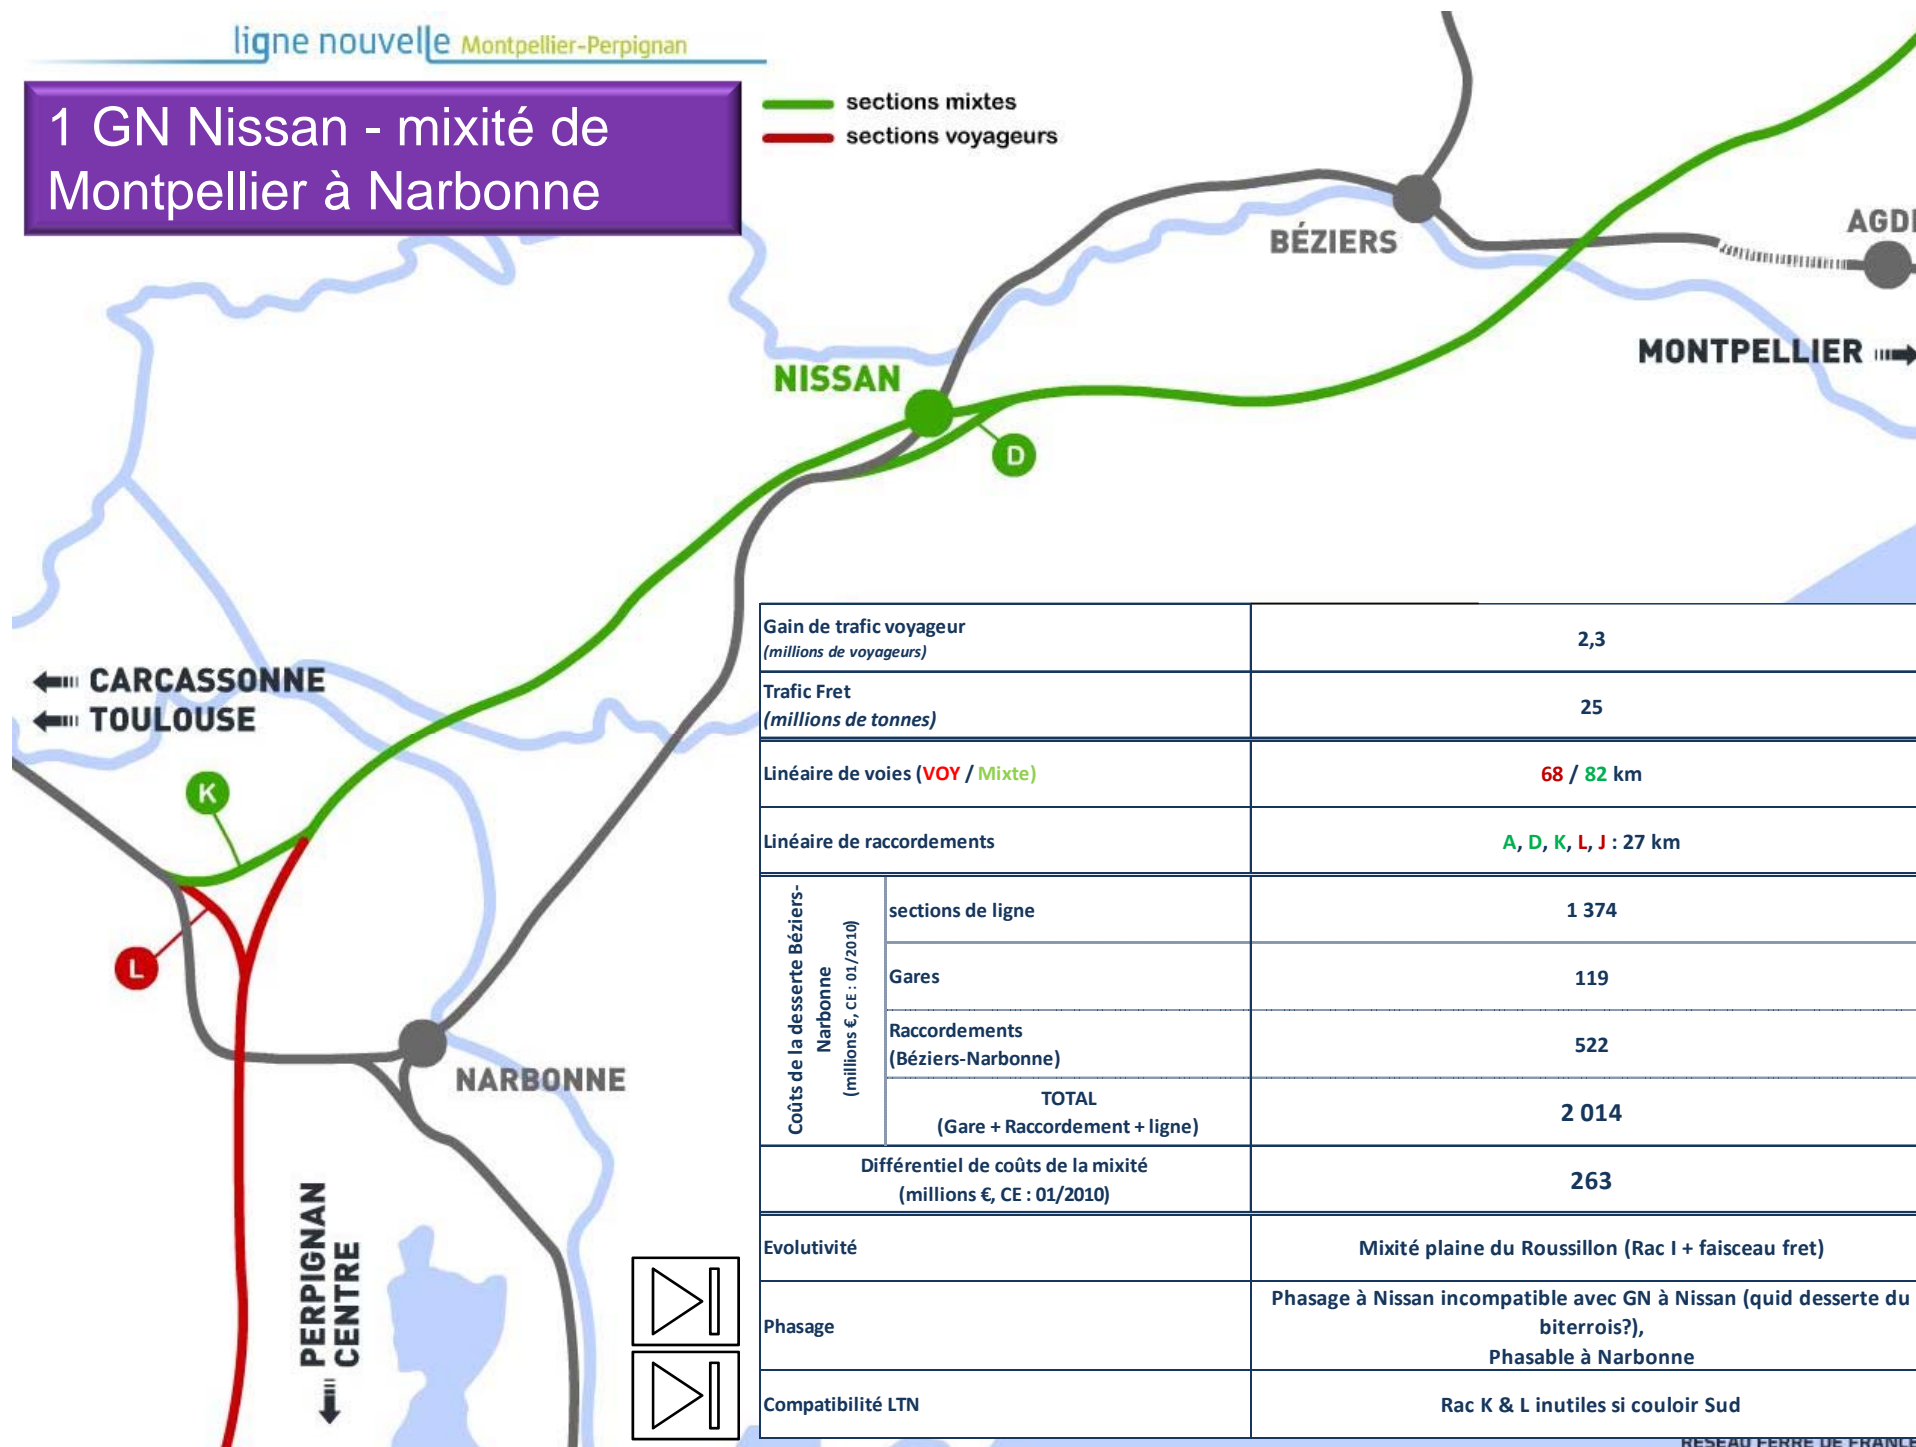 ligne nouvelle Montpellier-Perpignan
1 GN Nissan - mixité de
Montpellier à Narbonne
sections mixtes
sections voyageurs
BÉZIERS
AGD
MONTPELLIER
NISSAN
D
CARCASSONNE
TOULOUSE
K
L
NARBONNE
PERPIGNAN
CENTRE
Gain de trafic voyageur
(millions de voyageurs)
2,3
Trafic Fret
(millions de tonnes)
25
Linéaire de voies (VOY / Mixte)
68 / 82 km
Linéaire de raccordements
A, D, K, L, J : 27 km
Coûts de la desserte Béziers-
Narbonne
(millions €, CE : 01/2010)
sections de ligne
1 374
Gares
119
Raccordements
(Béziers-Narbonne)
522
TOTAL
(Gare + Raccordement + ligne)
2 014
Différentiel de coûts de la mixité
(millions €, CE : 01/2010)
263
Evolutivité
Mixité plaine du Roussillon (Rac I + faisceau fret)
Phasage
Phasage à Nissan incompatible avec GN à Nissan (quid desserte du
biterrois?),
Phasable à Narbonne
Compatibilité LTN
Rac K & L inutiles si couloir Sud
RESEAU FERRE DE FRANCE